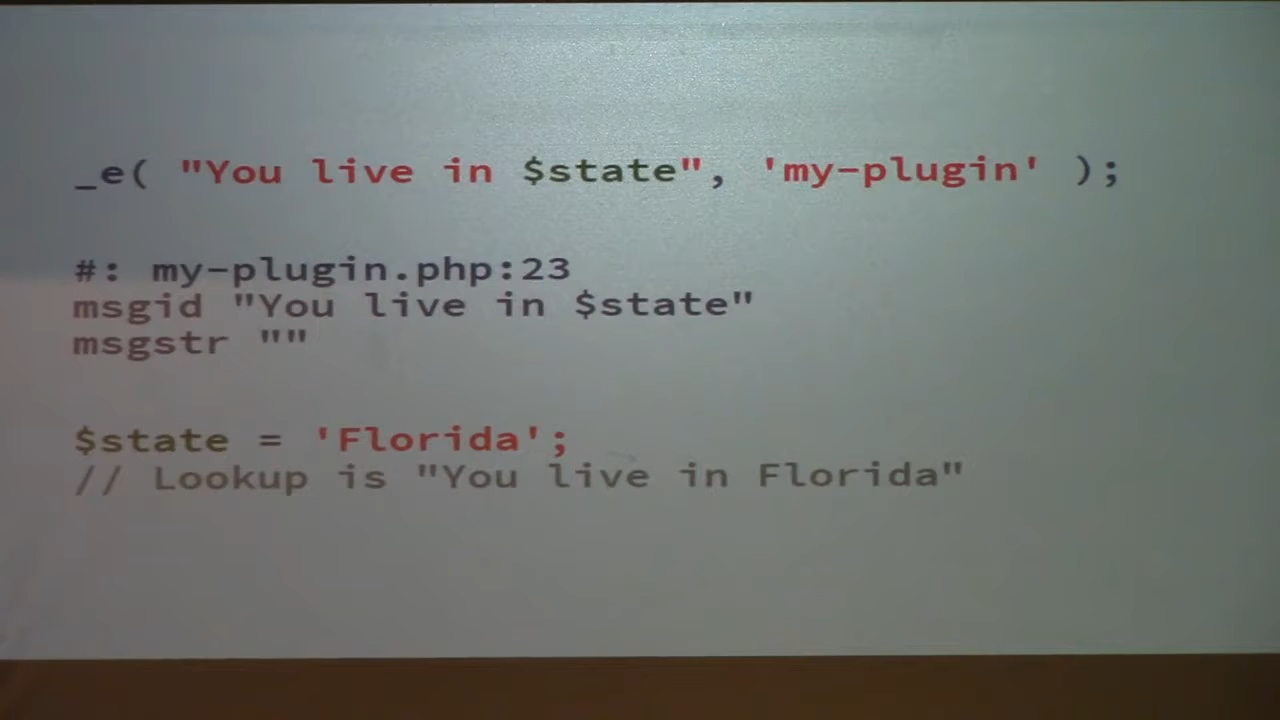 _e( "You live in $state", 'my-plugin' );
#: my-plugin.php:23
msgid "You live in $state"
msgstr ""
$state = 'Florida';
// Lookup is "You live in Florida"